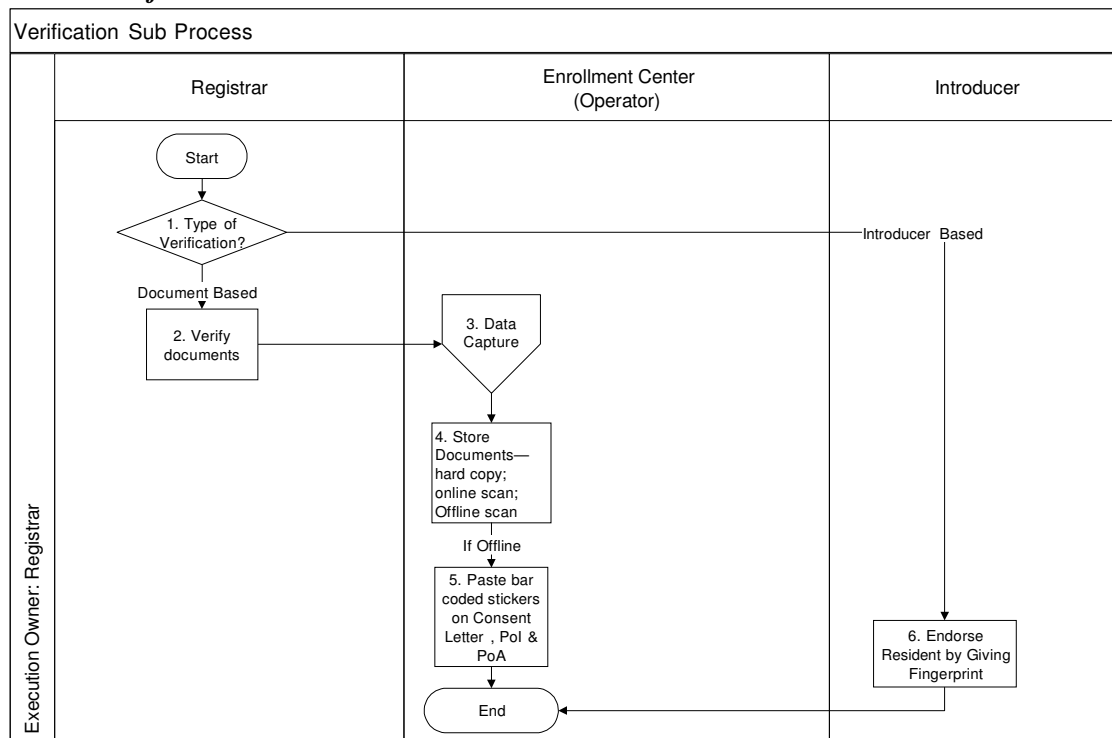 Verification Sub Process
Registrar
Enrollment Center
(Operator)
Introducer
Execution Owner: Registrar
Start
1. Type of
Verification?
Introducer Based
Document Based
2. Verify
documents
3. Data
Capture
4. Store
Documents—
hard copy;
online scan;
Offline scan
If Offline
5. Paste bar
coded stickers
on Consent
Letter , PoI &
PoA
6. Endorse
Resident by Giving
Fingerprint
End